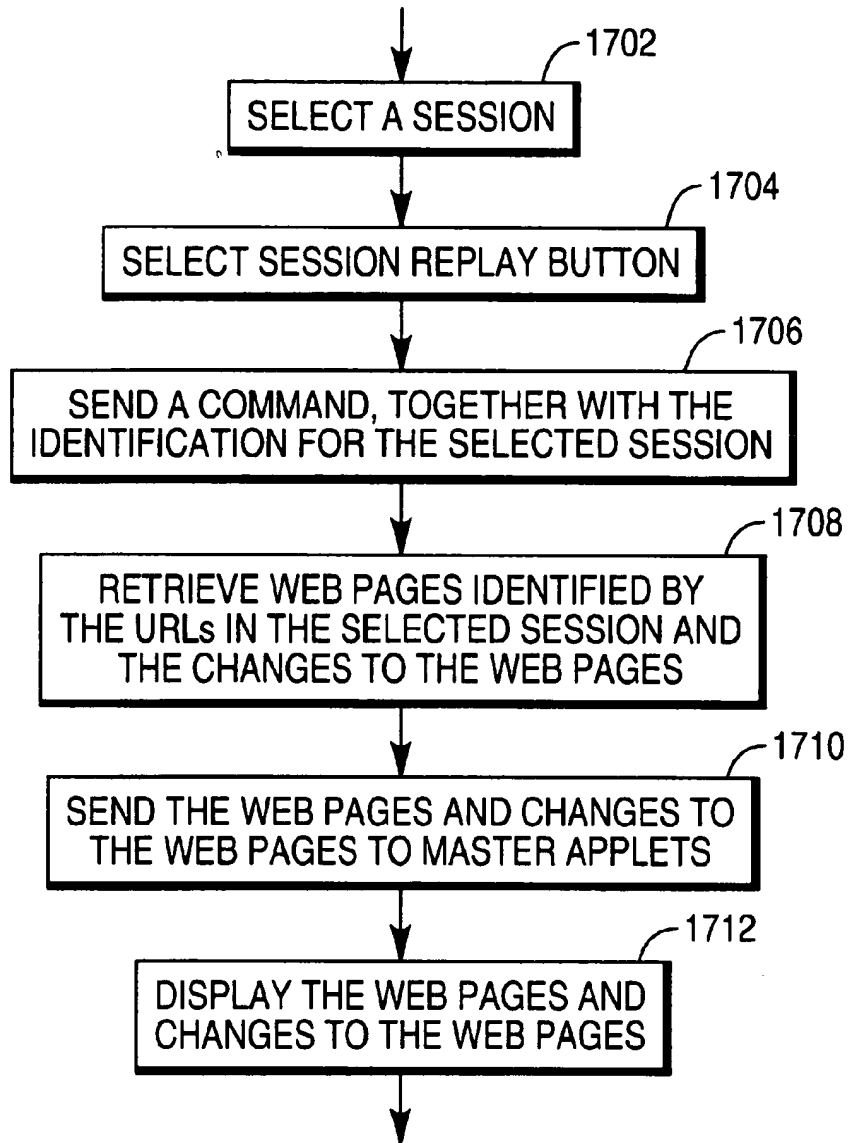 1702
SELECT A SESSION
1704
SELECT SESSION REPLAY BUTTON
1706
SEND A COMMAND, TOGETHER WITH THE
IDENTIFICATION FOR THE SELECTED SESSION
1708
RETRIEVE WEB PAGES IDENTIFIED BY
THE URLs IN THE SELECTED SESSION AND
THE CHANGES TO THE WEB PAGES
1710
SEND THE WEB PAGES AND CHANGES TO
THE WEB PAGES TO MASTER APPLETS
1712
DISPLAY THE WEB PAGES AND
CHANGES TO THE WEB PAGES